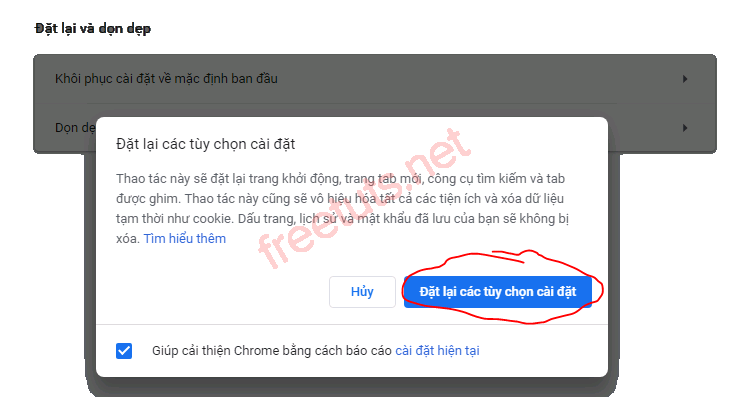 Đặt lại và dọn dẹp
Khôi phục cài đặt về mặc định ban đầu
Dọn dẹ
Đặt lại các tùy chọn cài đặt
Thao tác này sẽ đặt lại trang khởi động, trang tab mới, công cụ tìm kiếm và tab
được ghim. Thao tác này cũng sẽ vô hiệu hóa tất cả các tiện ích và xóa dữ liệu
tạm thời như cookie. Dấu trang, lịch sử và mật khẩu đã lưu của bạn sẽ không bị
xóa. Tìm hiểu thêm
freetuts.net
Hủy
Đặt lại các tùy chọn cài đặt
Giúp cải thiện Chrome bằng cách báo cáo cài đặt hiện tại